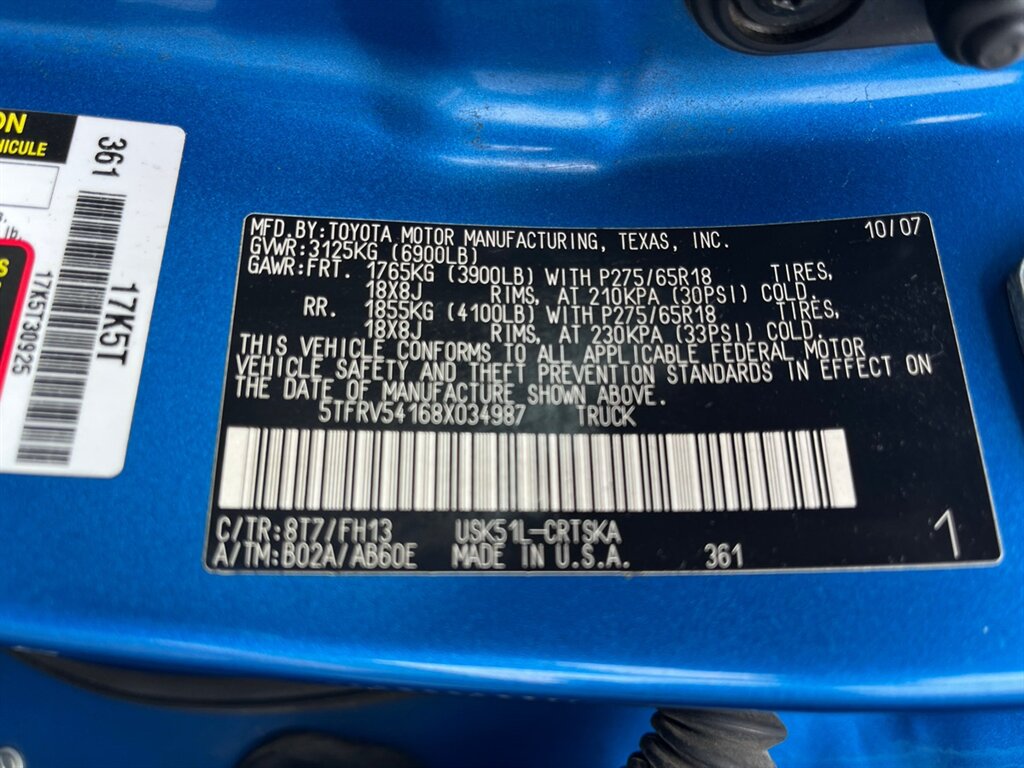 ON
HICULE
361
17K5T
17K5T30925
lb.
S
MFD.BY:TOYOTA MOTOR MANUFACTURING, TEXAS, INC. 10/07
GVWR:3125KG (6900LB)
GAWR:FRT. 1765KG (3900LB) WITH P275/65R18 TIRES,
18X8J RIMS, AT 210KPA (30PSI) COLD.
RR. 1855KG (4100LB) WITH P275/65R18 TIRES,
18X8J RIMS, AT 230KPA (33PSI) COLD.
THIS VEHICLE CONFORMS TO ALL APPLICABLE FEDERAL MOTOR
VEHICLE SAFETY AND THEFT PREVENTION STANDARDS IN EFFECT ON
THE DATE OF MANUFACTURE SHOWN ABOVE.
5TFRV54168X034987 TRUCK
C/TR:8T7/FH13 USK51L-CRTSKA
A/TM:B02A/AB60E MADE IN U.S.A. 361 1